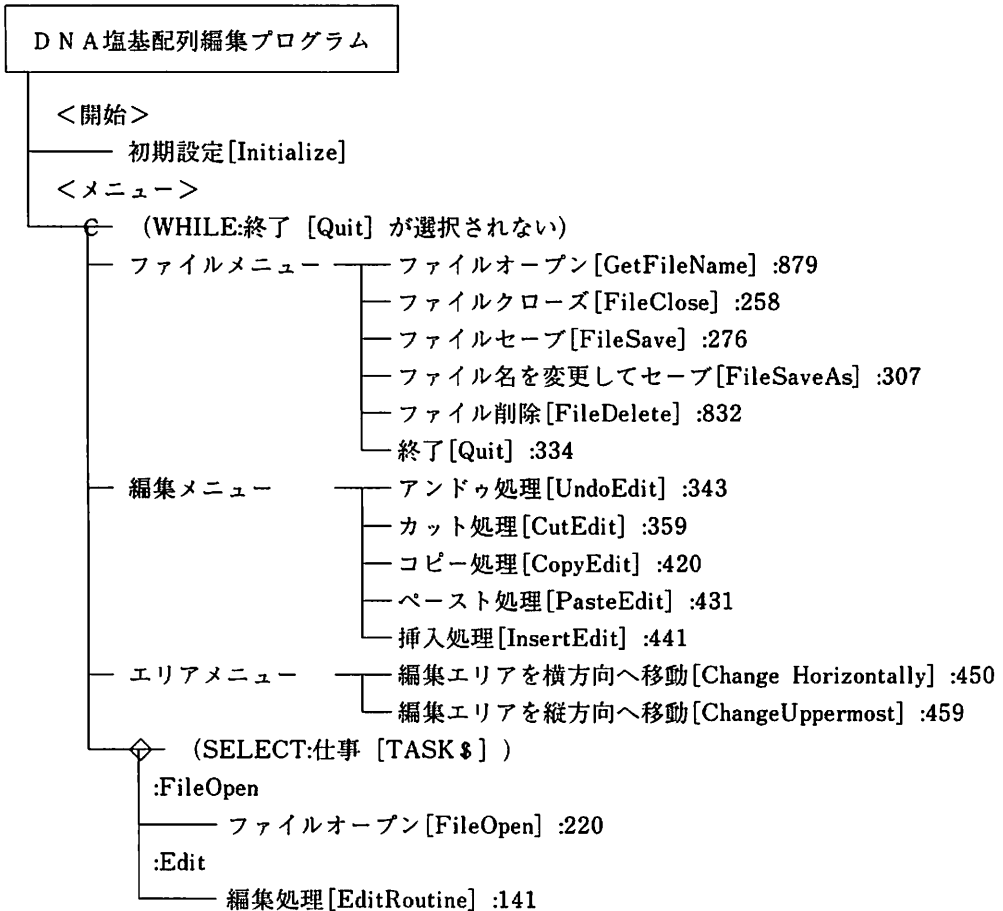 DNA塩基配列編集プログラム
<開始>
初期設定[Initialize]
<メニュー>
C (WHILE:終了 [Quit] が選択されない)
ファイルメニュー ファイルオープン[GetFileName] :879
ファイルクローズ[FileClose] :258
ファイルセーブ[FileSave] :276
ファイル名を変更してセーブ[FileSaveAs] :307
ファイル削除[FileDelete] :832
終了[Quit] :334
編集メニュー アンドゥ処理[UndoEdit] :343
カット処理[CutEdit] :359
コピー処理[CopyEdit] :420
ペースト処理[PasteEdit] :431
挿入処理[InsertEdit] :441
エリアメニュー 編集エリアを横方向へ移動[Change Horizontally] :450
編集エリアを縦方向へ移動[ChangeUppermost] :459
(SELECT:仕事 [TASK$] )
:FileOpen
ファイルオープン[FileOpen] :220
:Edit
編集処理[EditRoutine] :141